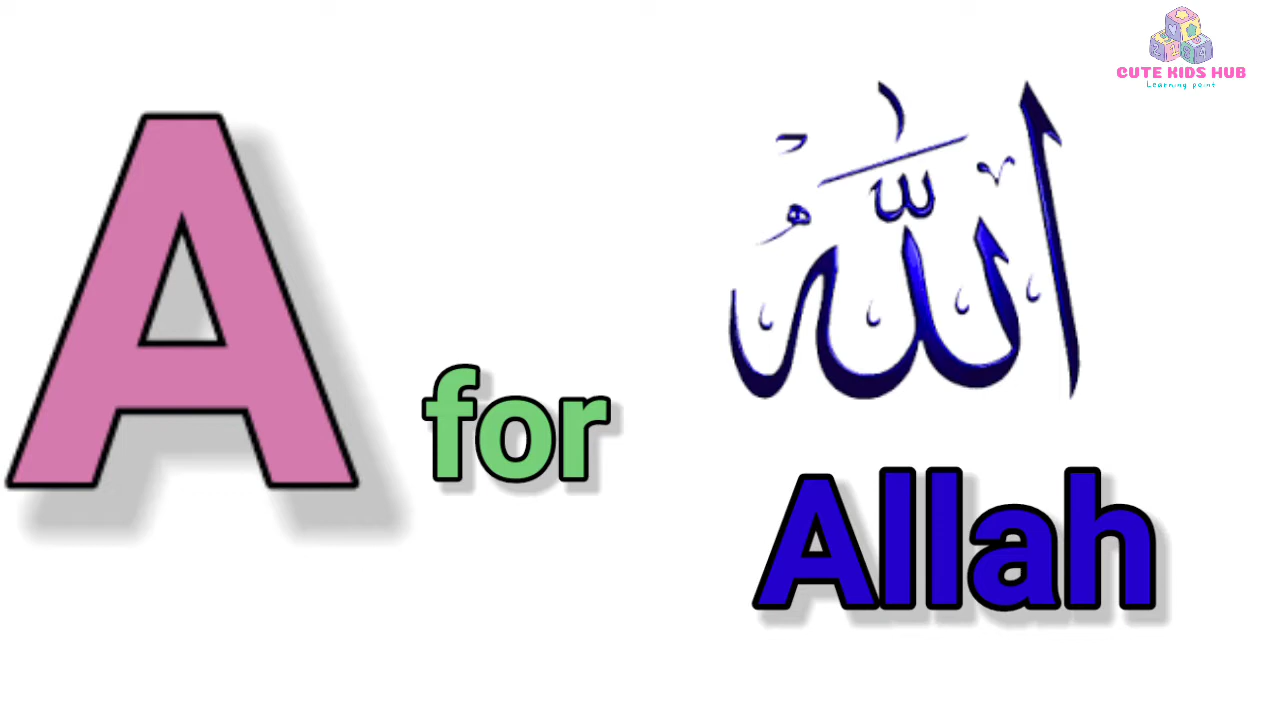 CUTE KIDS HUB
Learning point
A for
الله
Allah